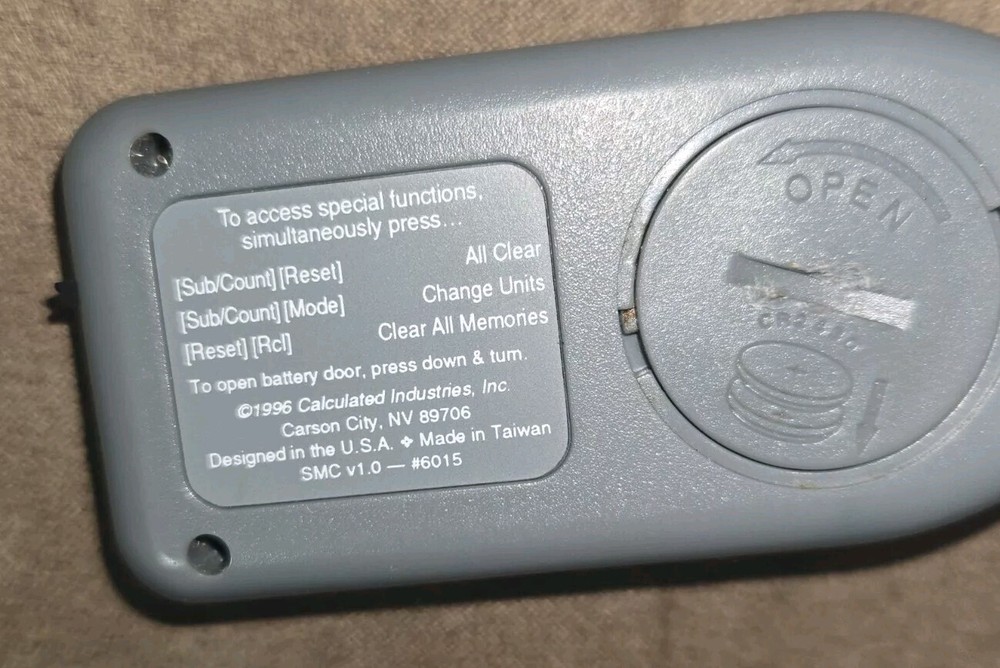 To access special functions,
simultaneously press...
[Sub/Count] [Reset] All Clear
[Sub/Count] [Mode] Change Units
[Reset] [Rcl] Clear All Memories
To open battery door, press down & turn.
©1996 Calculated Industries, Inc.
Carson City, NV 89706
Designed in the U.S.A. ❖ Made in Taiwan
SMC v1.0 — #6015
OPEN